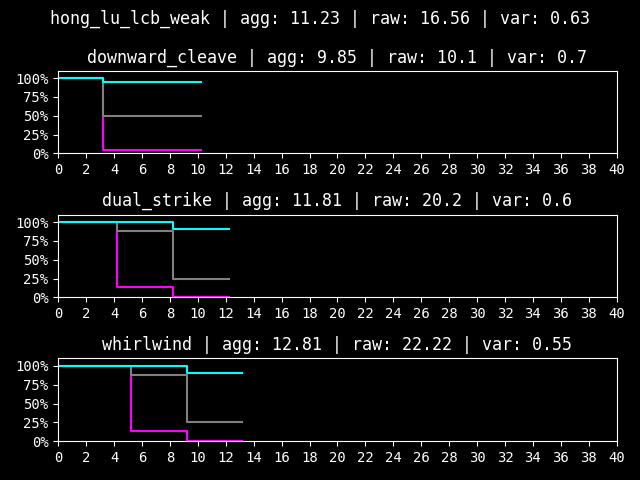 hong_lu_lcb_weak | agg: 11.23 | raw: 16.56 | var: 0.63
downward_cleave | agg: 9.85 | raw: 10.1 | var: 0.7
100%
75%
50%
25%
0%
0 2 4 6 8 10 12 14 16 18 20 22 24 26 28 30 32 34 36 38 40
dual_strike | agg: 11.81 | raw: 20.2 | var: 0.6
100%
75%
50%
25%
0%
0 2 4 6 8 10 12 14 16 18 20 22 24 26 28 30 32 34 36 38 40
whirlwind | agg: 12.81 | raw: 22.22 | var: 0.55
100%
75%
50%
25%
0%
0 2 4 6 8 10 12 14 16 18 20 22 24 26 28 30 32 34 36 38 40